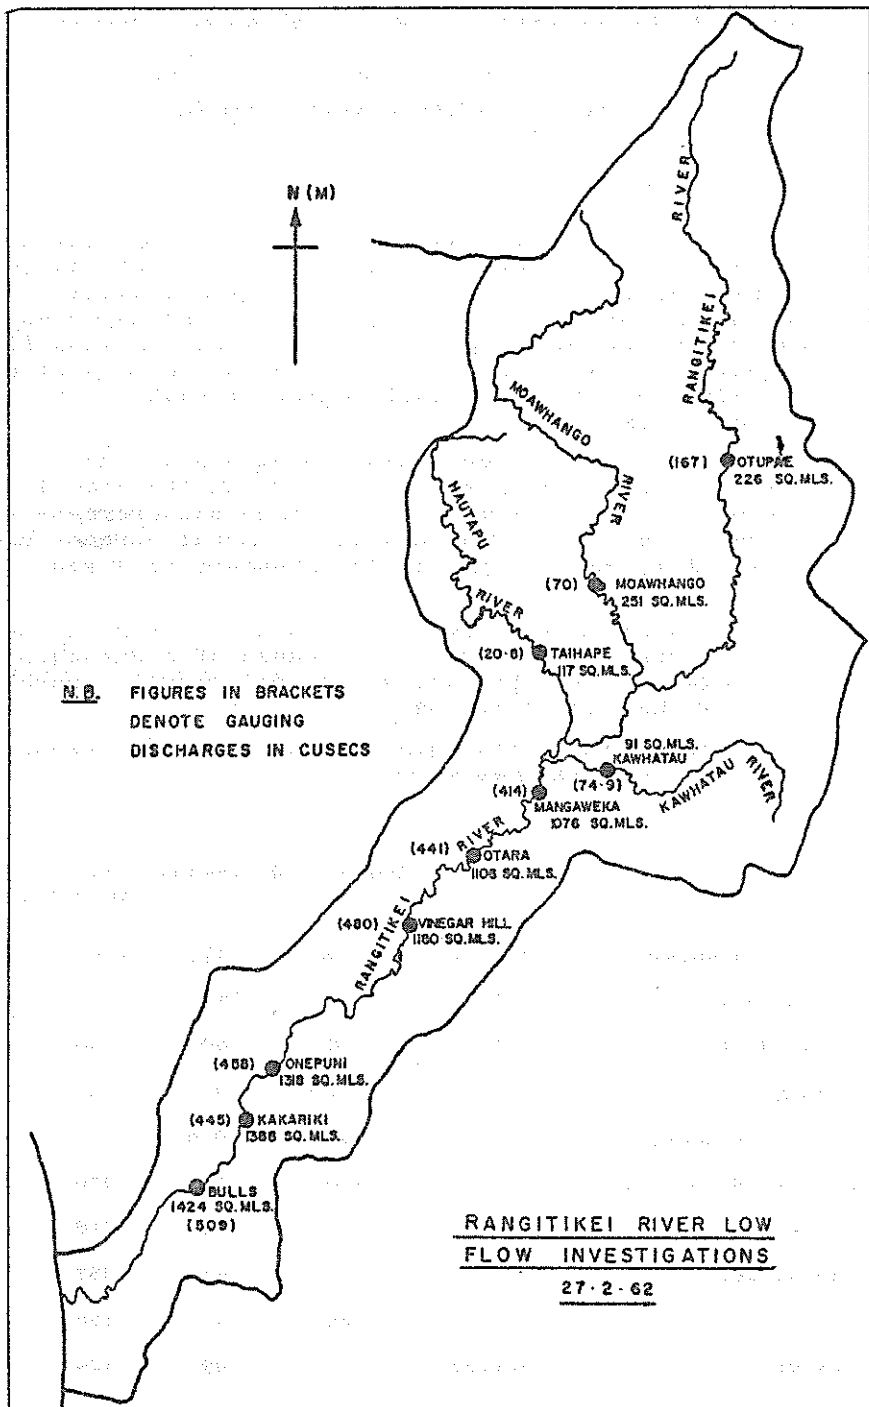 N (M)
RIVER
RANGITIKEI
MOAWHANGO
RIVER
(167) OTUPAE
226 SQ.MLS.
HAUTAPU
RIVER
(70) MOAWHANGO
251 SQ.MLS.
(20·8) TAIHAPE
117 SQ.MLS.
N.B. FIGURES IN BRACKETS
DENOTE GAUGING
DISCHARGES IN CUSECS
91 SQ.MLS.
KAWHATAU
(74·9)
KAWHATAU
RIVER
(414)
MANGAWEKA
1076 SQ.MLS.
RIVER
(441) OTARA
1108 SQ.MLS.
(480) VINEGAR HILL
1180 SQ.MLS.
RANGITIKEI
(458) ONEPUNI
1318 SQ.MLS.
(445) KAKARIKI
1386 SQ.MLS.
BULLS
1424 SQ.MLS.
(509)
RANGITIKEI RIVER LOW
FLOW INVESTIGATIONS
27·2·62